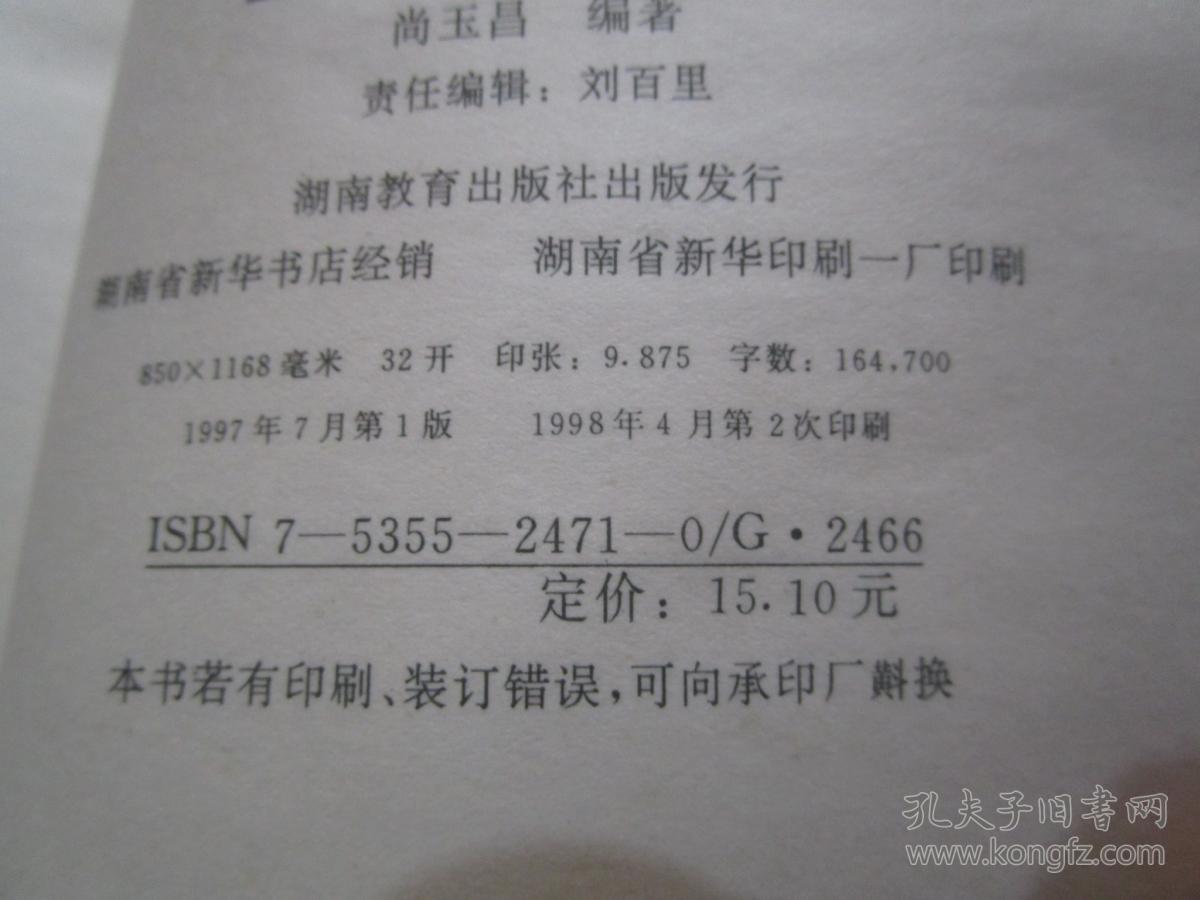 尚玉昌 编著
责任编辑：刘百里
湖南教育出版社出版发行
湖南省新华书店经销 湖南省新华印刷一厂印刷
850×1168毫米 32开 印张：9.875 字数：164,700
1997年7月第1版 1998年4月第2次印刷
ISBN 7—5355—2471—0/G·2466
定价：15.10元
本书若有印刷、装订错误，可向承印厂斟换
孔夫子旧书网
www.kongfz.com